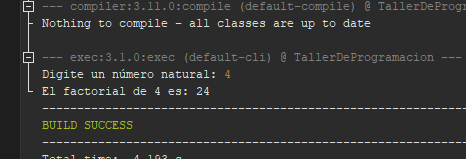 --- compiler:3.11.0:compile (default-compile) @ TallerDeProgr
Nothing to compile - all classes are up to date
--- exec:3.1.0:exec (default-cli) @ TallerDeProgramacion ---
Digite un número natural: 4
El factorial de 4 es: 24
------------------------------------------------------------------------
BUILD SUCCESS
------------------------------------------------------------------------
Total time: 4.193 s